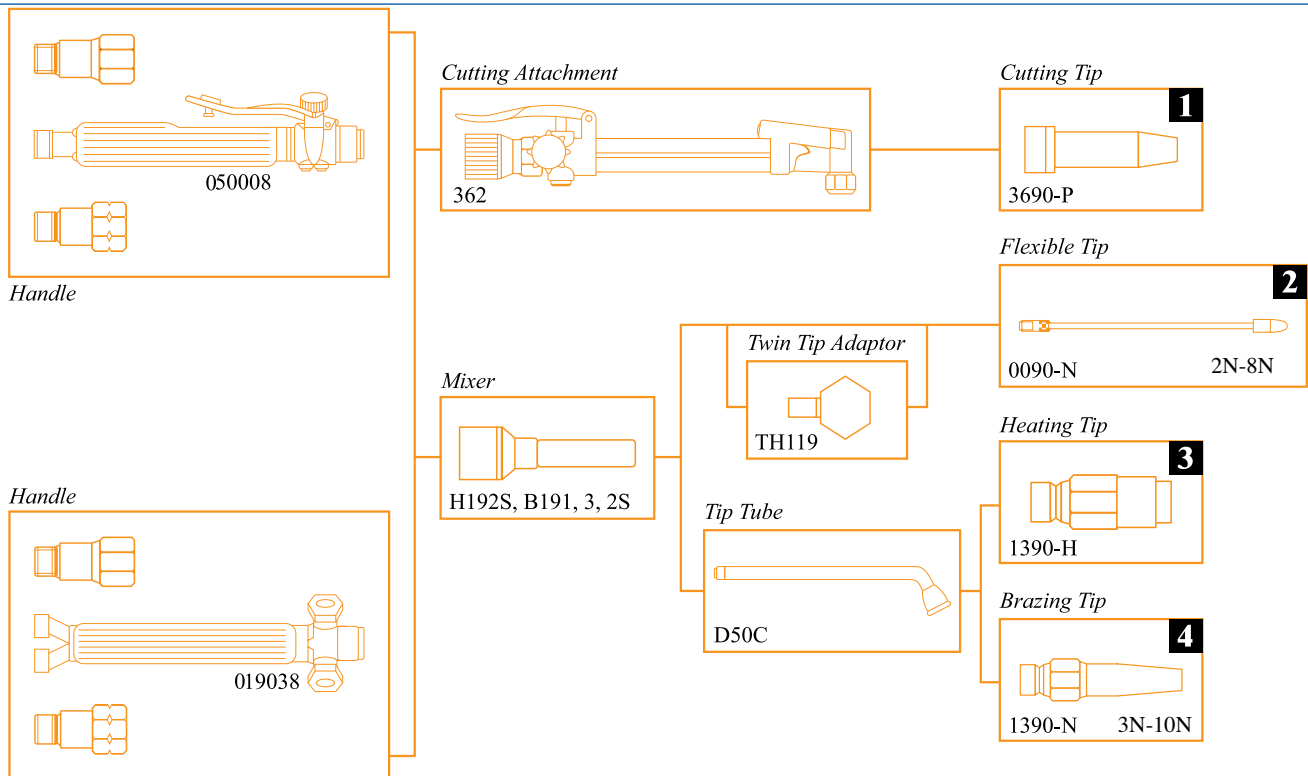 050008
Handle
Cutting Attachment
362
Cutting Tip
1
3690-P
Flexible Tip
2
0090-N 2N-8N
Twin Tip Adaptor
TH119
Mixer
H192S, B191, 3, 2S
Heating Tip
3
1390-H
Tip Tube
D50C
Brazing Tip
4
1390-N 3N-10N
Handle
019038